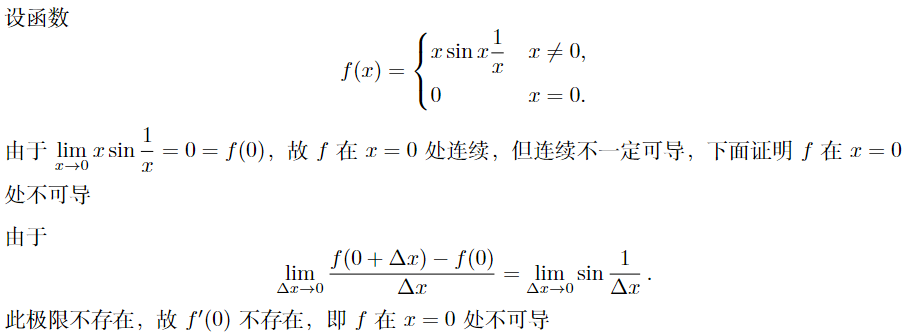 设函数
f(x) = { x sin x 1/x   x ≠ 0,
0   x = 0.
由于 lim_{x→0} x sin 1/x = 0 = f(0)，故 f 在 x = 0 处连续，但连续不一定可导，下面证明 f 在 x = 0
处不可导
由于
lim_{Δx→0} (f(0 + Δx) − f(0))/Δx = lim_{Δx→0} sin 1/Δx .
此极限不存在，故 f′(0) 不存在，即 f 在 x = 0 处不可导